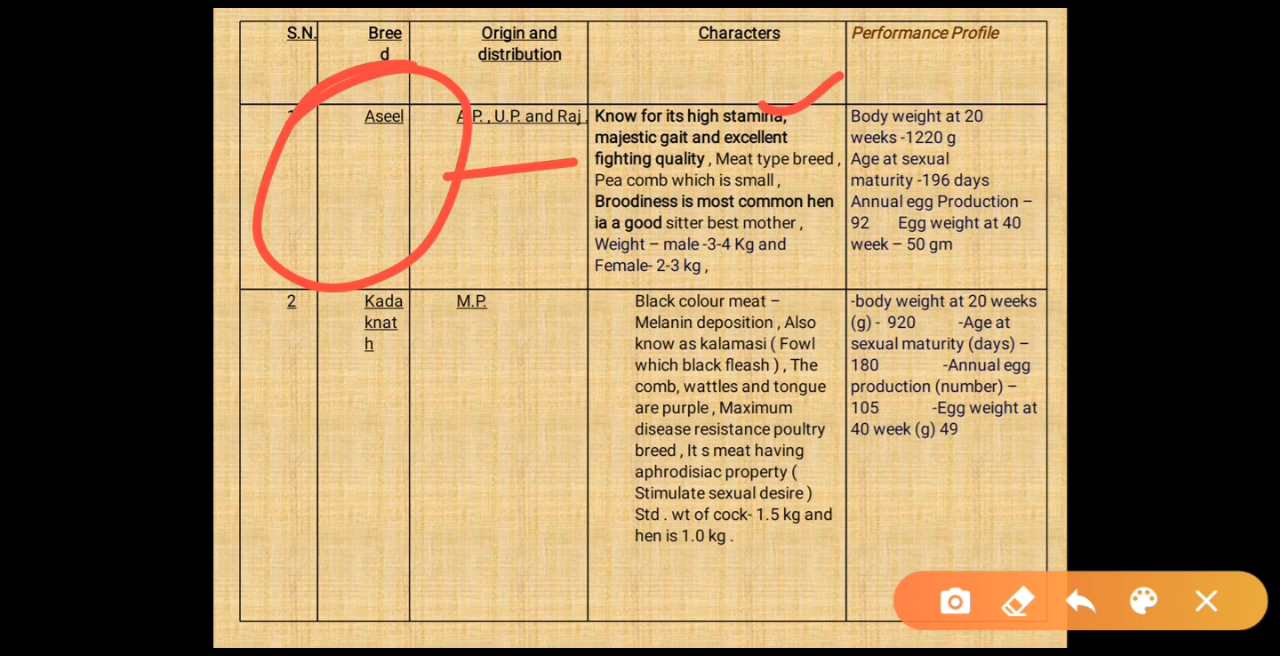 S.N.
Bree
d
Origin and
distribution
Characters
Performance Profile
Aseel
A.P. , U.P. and Raj .
Know for its high stamina,
majestic gait and excellent
fighting quality , Meat type breed ,
Pea comb which is small ,
Broodiness is most common hen
ia a good sitter best mother ,
Weight – male -3-4 Kg and
Female- 2-3 kg ,
Body weight at 20
weeks -1220 g
Age at sexual
maturity -196 days
Annual egg Production –
92 Egg weight at 40
week – 50 gm
2
Kada
knat
h
M.P.
Black colour meat –
Melanin deposition , Also
know as kalamasi ( Fowl
which black fleash ) , The
comb, wattles and tongue
are purple , Maximum
disease resistance poultry
breed , It s meat having
aphrodisiac property (
Stimulate sexual desire )
Std . wt of cock- 1.5 kg and
hen is 1.0 kg .
-body weight at 20 weeks
(g) - 920 -Age at
sexual maturity (days) –
180 -Annual egg
production (number) –
105 -Egg weight at
40 week (g) 49